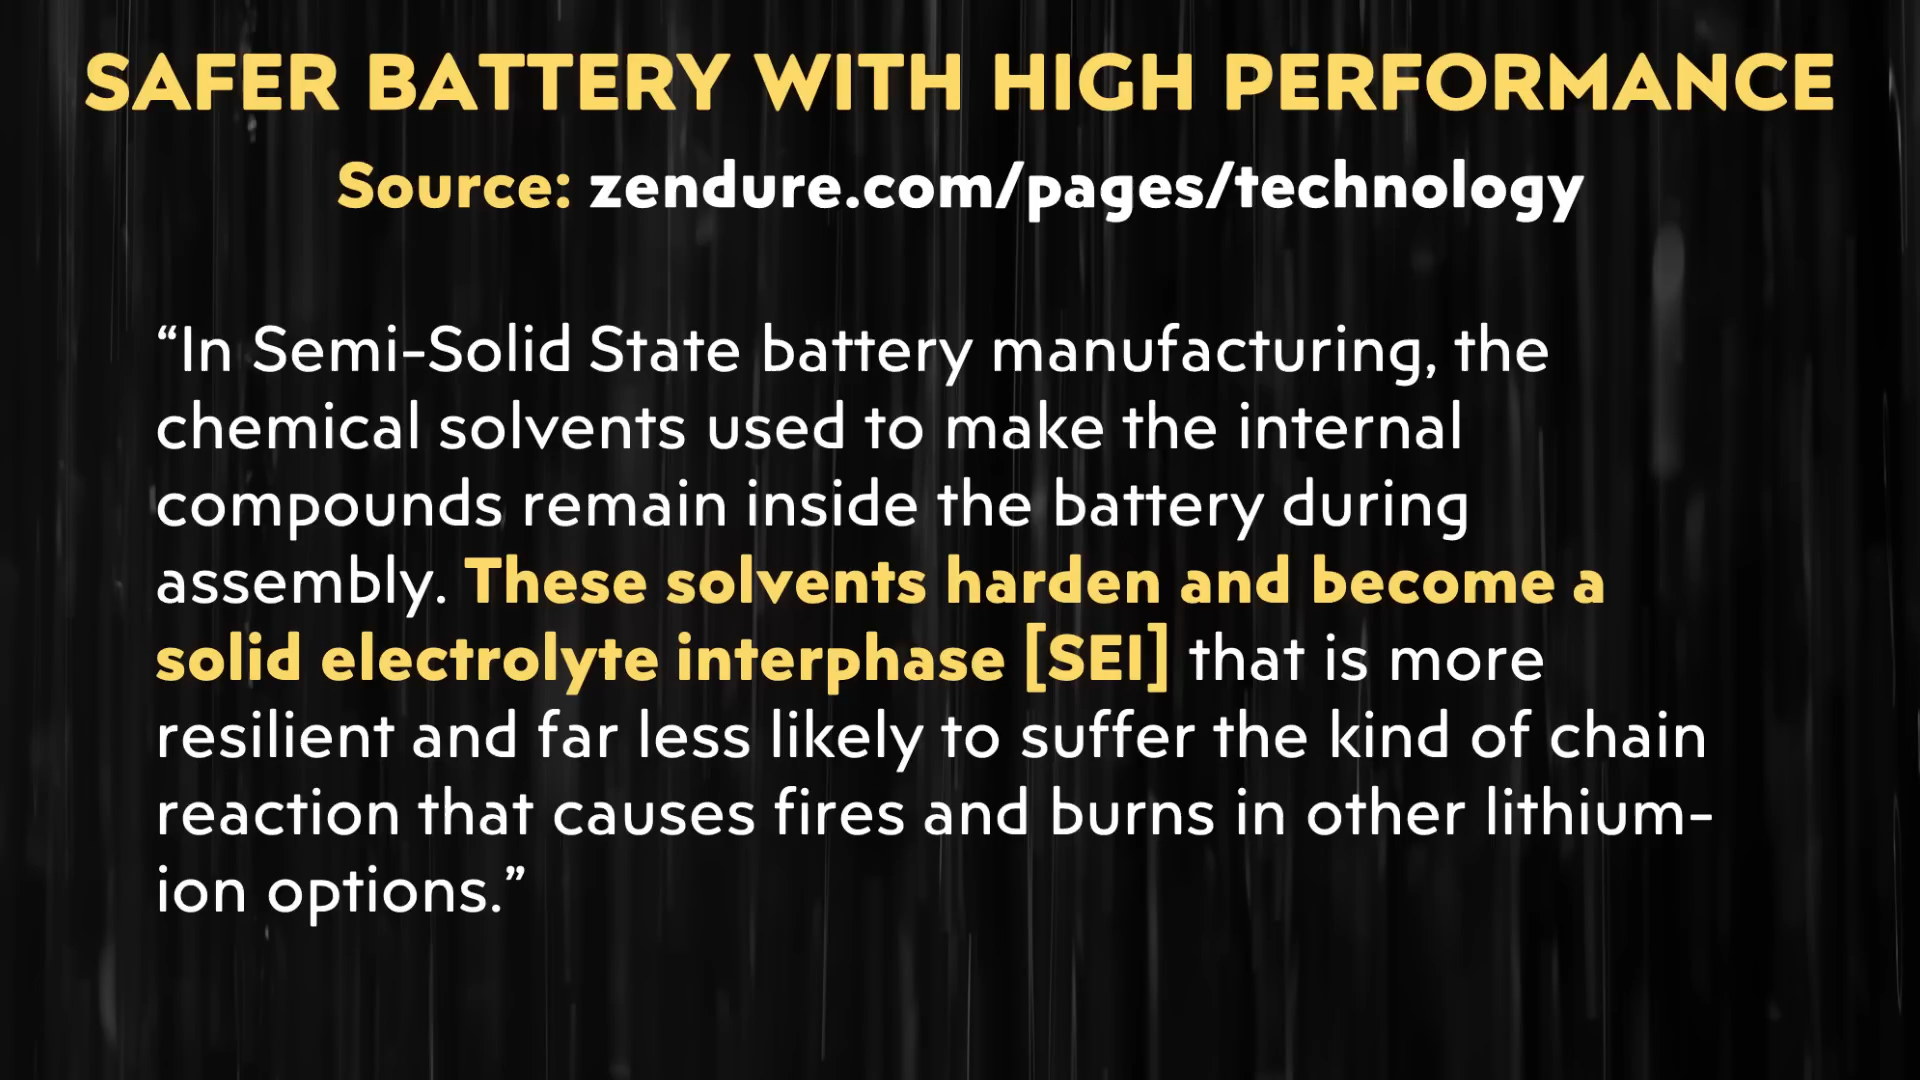 SAFER BATTERY WITH HIGH PERFORMANCE
Source: zendure.com/pages/technology
“In Semi-Solid State battery manufacturing, the
chemical solvents used to make the internal
compounds remain inside the battery during
assembly. These solvents harden and become a
solid electrolyte interphase [SEI] that is more
resilient and far less likely to suffer the kind of chain
reaction that causes fires and burns in other lithium-
ion options.”